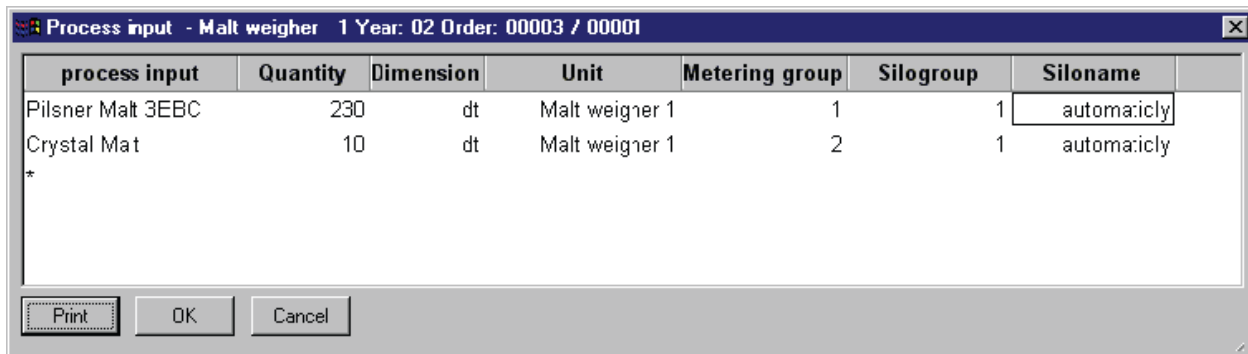 Process input - Malt weigher 1 Year: 02 Order: 00003 / 00001
process input Quantity Dimension Unit Metering group Silogroup Siloname
Pilsner Malt 3EBC 230 dt Malt weigher 1 1 1 automaticly
Crystal Malt 10 dt Malt weigher 1 2 1 automaticly
*
Print OK Cancel